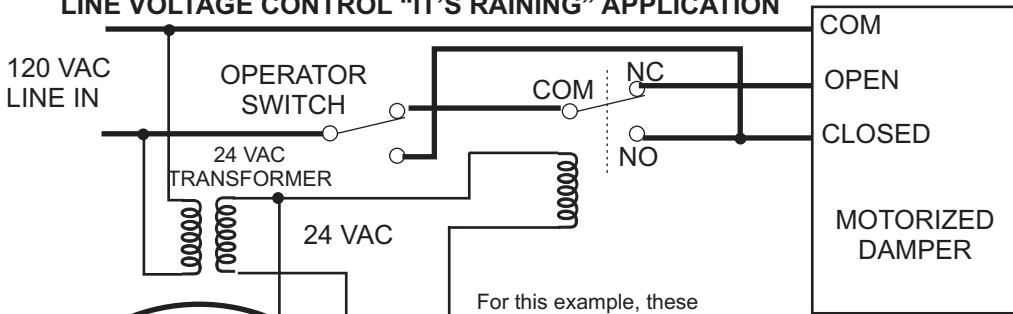 LINE VOLTAGE CONTROL "IT'S RAINING" APPLICATION
120 VAC
LINE IN
OPERATOR
SWITCH
COM
NC
NO
COM
OPEN
CLOSED
MOTORIZED
DAMPER
24 VAC
TRANSFORMER
24 VAC
For this example, these